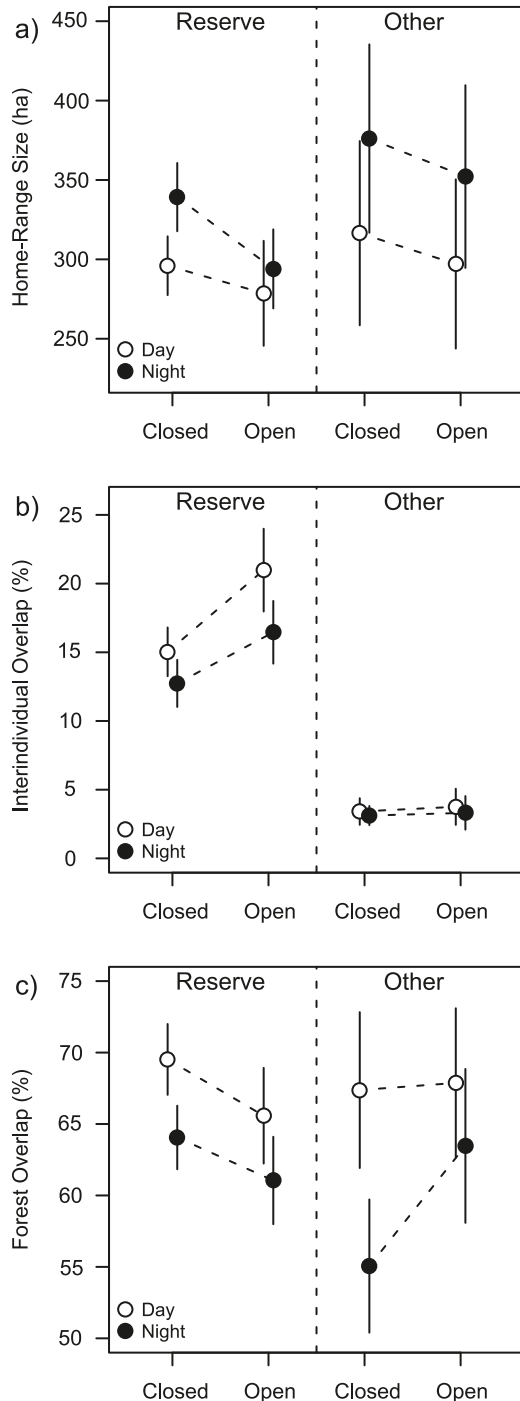 a)
Reserve
Other
Home-Range Size (ha)
450
400
350
300
250
Day
Night
Closed
Open
Closed
Open
b)
Reserve
Other
Interindividual Overlap (%)
25
20
15
10
5
0
Day
Night
Closed
Open
Closed
Open
c)
Reserve
Other
Forest Overlap (%)
75
70
65
60
55
50
Day
Night
Closed
Open
Closed
Open